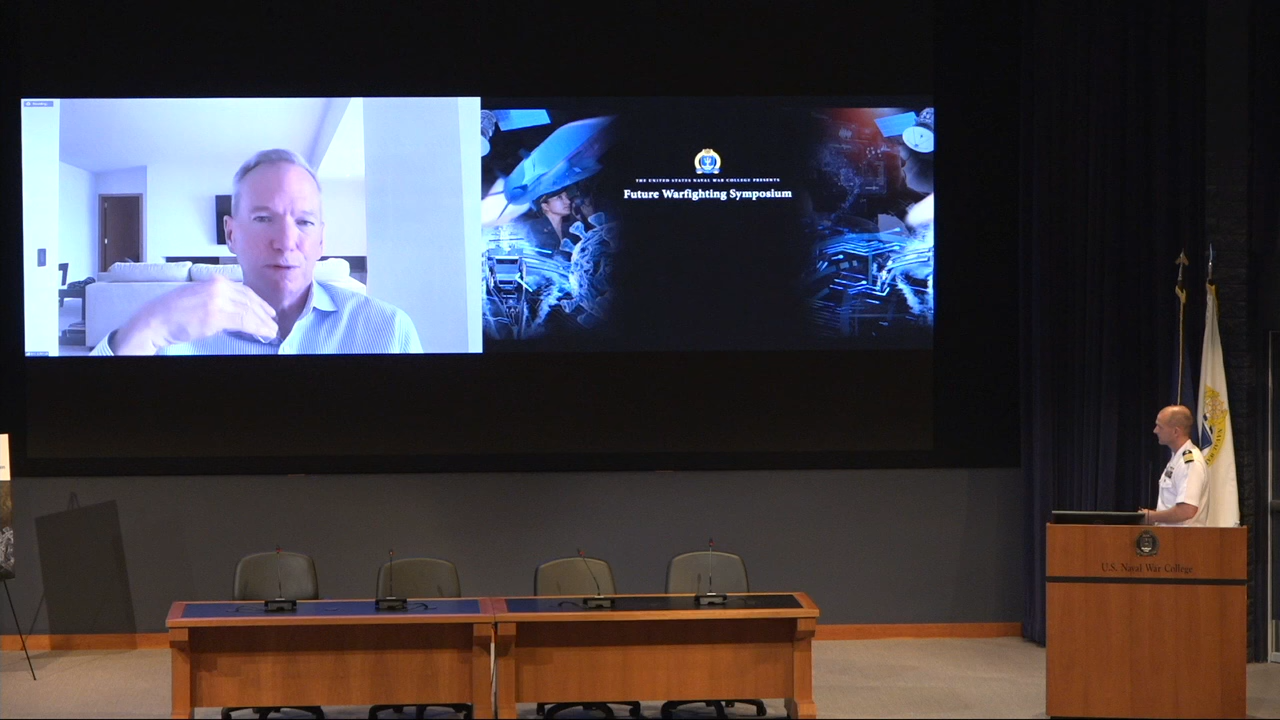 THE UNITED STATES NAVAL WAR COLLEGE PRESENTS
Future Warfighting Symposium
U.S. Naval War College